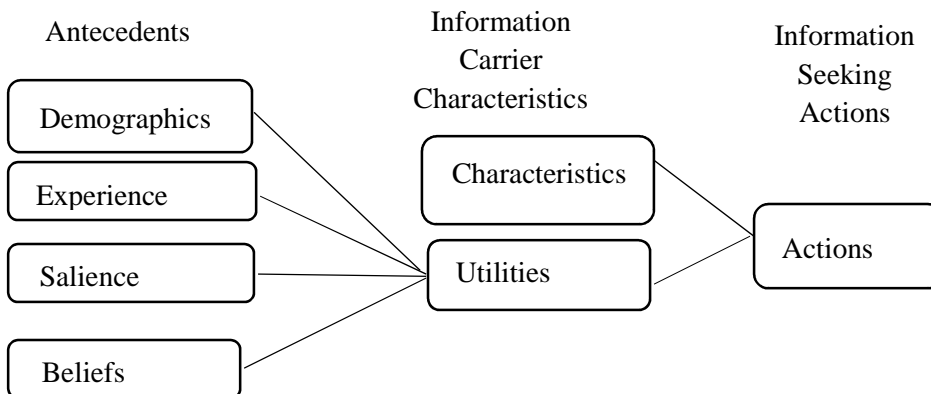 Antecedents
Information
Carrier
Characteristics
Information
Seeking
Actions
Demographics
Experience
Salience
Beliefs
Characteristics
Utilities
Actions